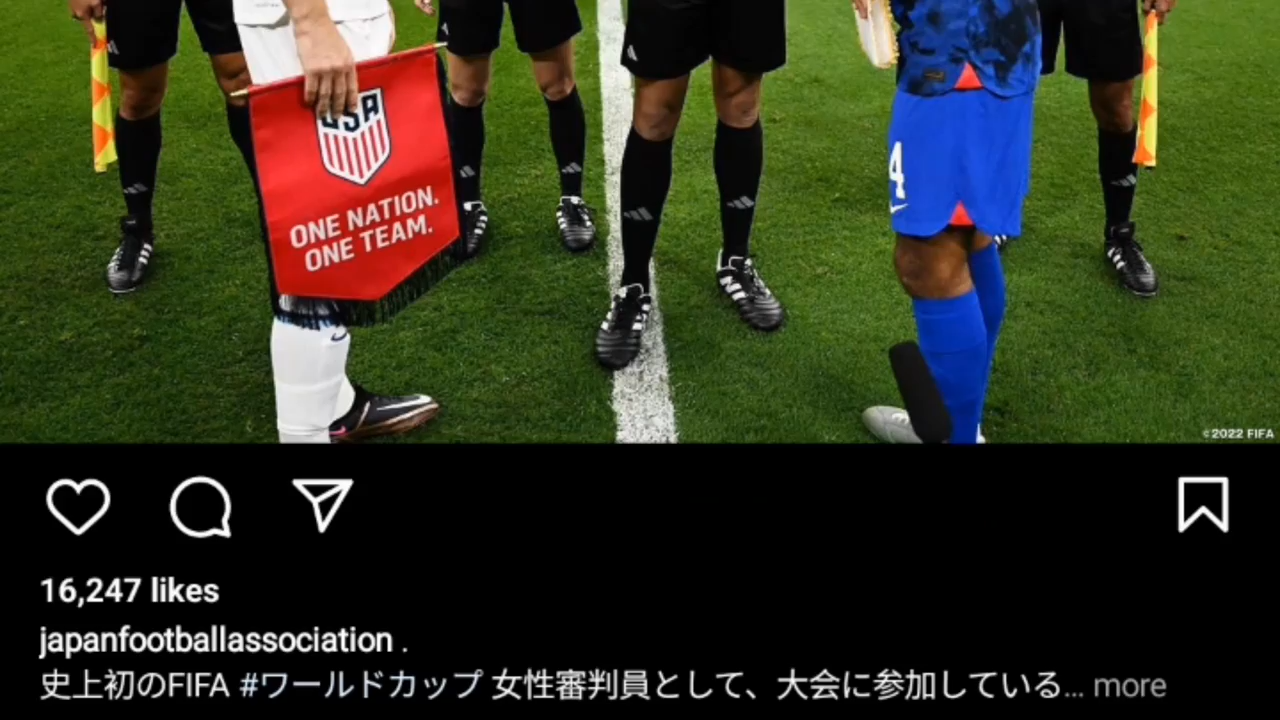 USA
ONE NATION.
ONE TEAM.
4
©2022 FIFA
16,247 likes
japanfootballassociation .
史上初のFIFA #ワールドカップ 女性審判員として、大会に参加している... more